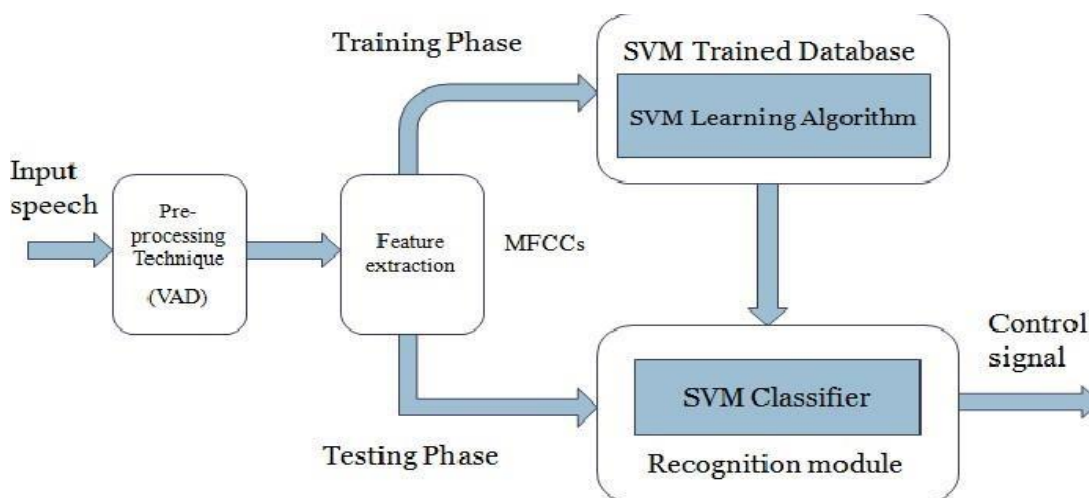 Training Phase
SVM Trained Database
SVM Learning Algorithm
Input
speech
Pre-
processing
Technique
(VAD)
Feature
extraction
MFCCs
Control
signal
SVM Classifier
Testing Phase
Recognition module